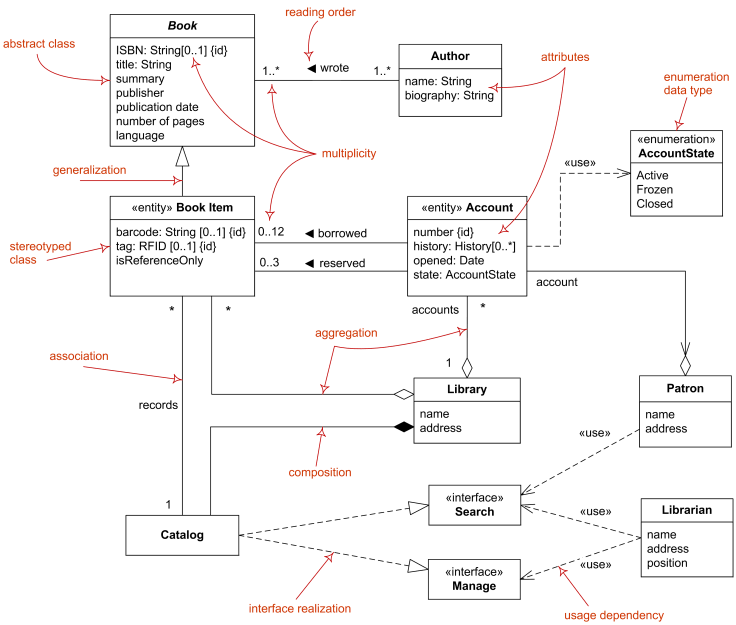 reading order
Book
abstract class
ISBN: String[0..1] {id}
title: String
summary
publisher
publication date
number of pages
language
1..*
◄ wrote
1..*
Author
name: String
biography: String
attributes
enumeration
data type
«enumeration»
AccountState
Active
Frozen
Closed
multiplicity
generalization
«use»
«entity» Book Item
barcode: String [0..1] {id}
tag: RFID [0..1] {id}
isReferenceOnly
stereotyped
class
0..12
◄ borrowed
0..3
◄ reserved
«entity» Account
number {id}
history: History[0..*]
opened: Date
state: AccountState
account
*
*
accounts
*
aggregation
association
1
records
Library
name
address
Patron
name
address
«use»
composition
1
Catalog
«interface»
Search
«use»
Librarian
name
address
position
«interface»
Manage
«use»
interface realization
usage dependency